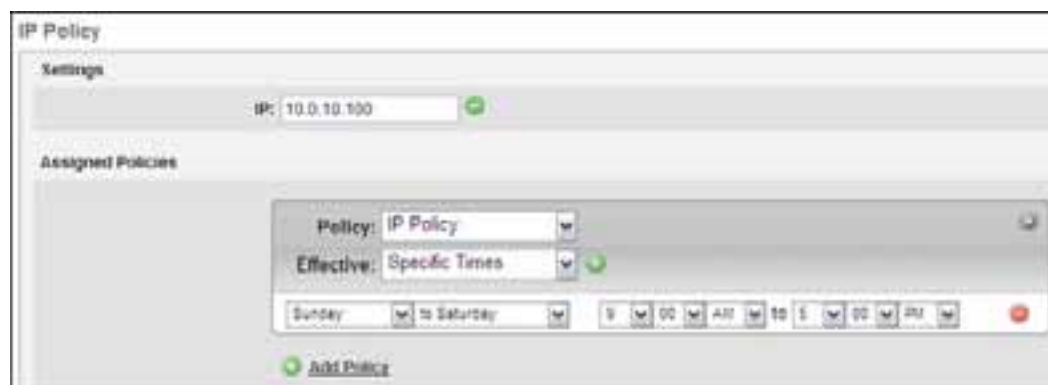 IP Policy
Settings
IP: 10.0.10.100
Assigned Policies
Policy: IP Policy
Effective: Specific Times
Sunday to Saturday 9 00 AM to 5 00 PM
Add Policy